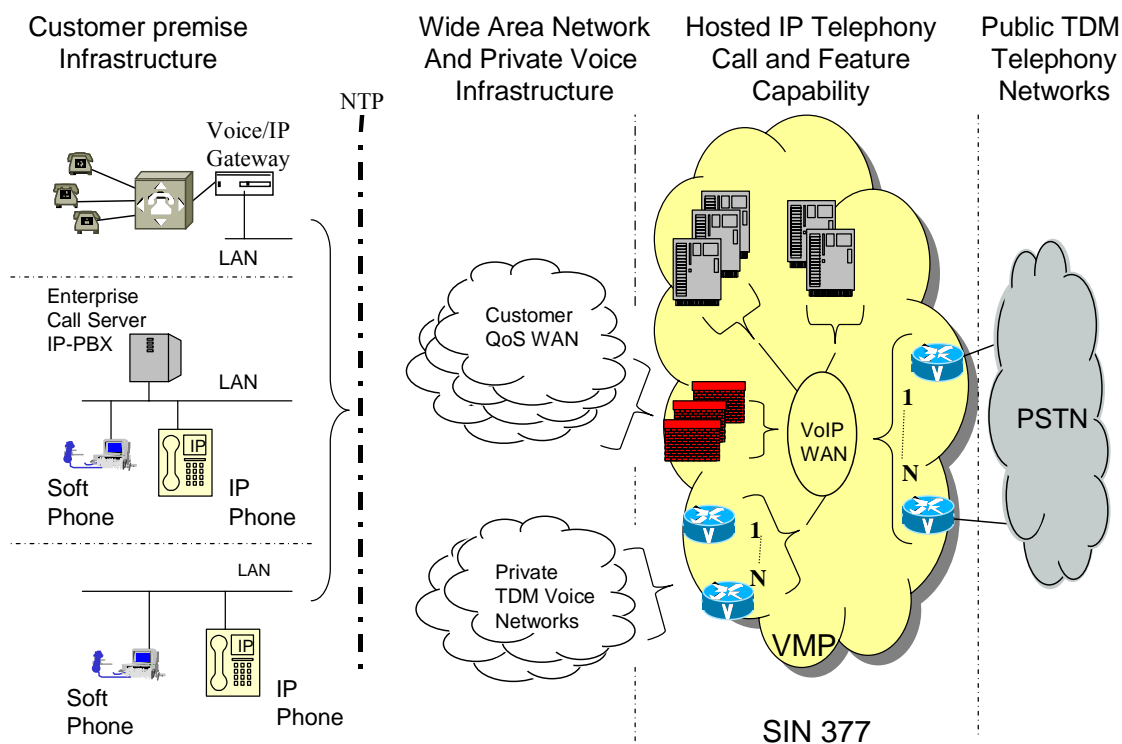 Customer premise
Infrastructure
Wide Area Network
And Private Voice
Infrastructure
Hosted IP Telephony
Call and Feature
Capability
Public TDM
Telephony
Networks
NTP
Voice/IP
Gateway
LAN
Enterprise
Call Server
IP-PBX
LAN
IP
Soft
Phone
IP
Phone
LAN
IP
Soft
Phone
IP
Phone
Customer
QoS WAN
Private
TDM Voice
Networks
VoIP
WAN
1
N
1
N
V
V
V
V
VMP
PSTN
SIN 377